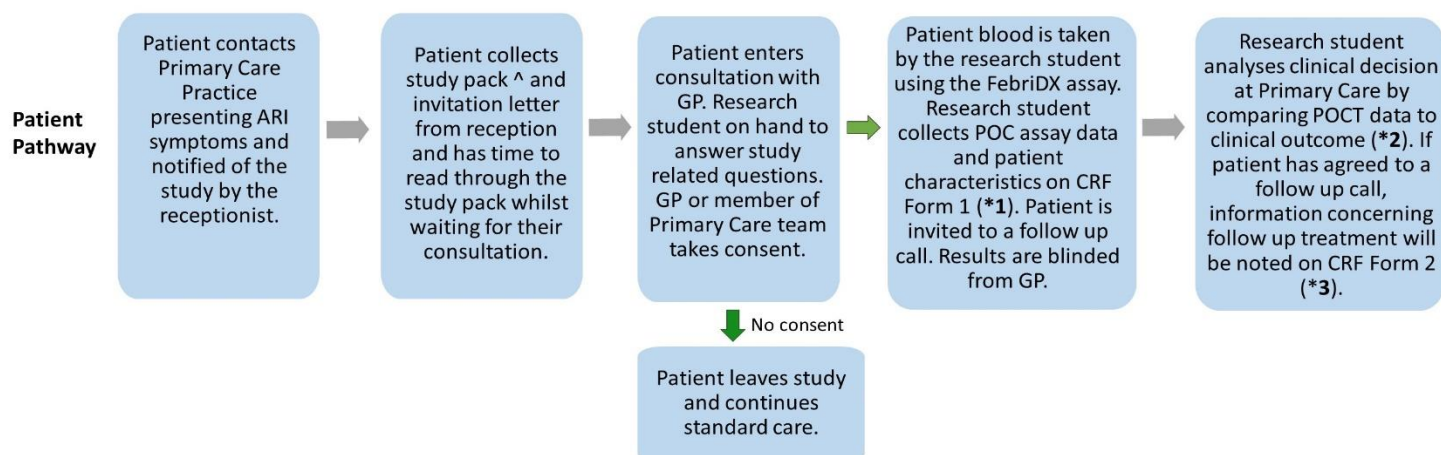 Patient
Pathway
Patient contacts
Primary Care
Practice
presenting ARI
symptoms and
notified of the
study by the
receptionist.
Patient collects
study pack ^ and
invitation letter
from reception
and has time to
read through the
study pack whilst
waiting for their
consultation.
Patient enters
consultation with
GP. Research
student on hand to
answer study
related questions.
GP or member of
Primary Care team
takes consent.
Patient blood is taken
by the research student
using the FebriDX assay.
Research student
collects POC assay data
and patient
characteristics on CRF
Form 1 (*1). Patient is
invited to a follow up
call. Results are blinded
from GP.
Research student
analyses clinical decision
at Primary Care by
comparing POCT data to
clinical outcome (*2). If
patient has agreed to a
follow up call,
information concerning
follow up treatment will
be noted on CRF Form 2
(*3).
No consent
Patient leaves study
and continues
standard care.